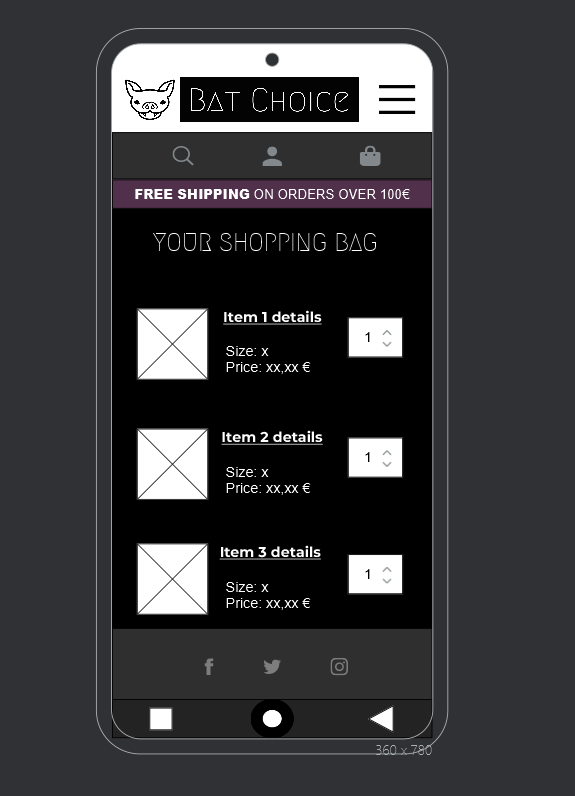 Bat Choice
FREE SHIPPING ON ORDERS OVER 100€
YOUR SHOPPING BAG
Item 1 details
1
Size: x
Price: xx,xx €
Item 2 details
1
Size: x
Price: xx,xx €
Item 3 details
1
Size: x
Price: xx,xx €
360 x 780